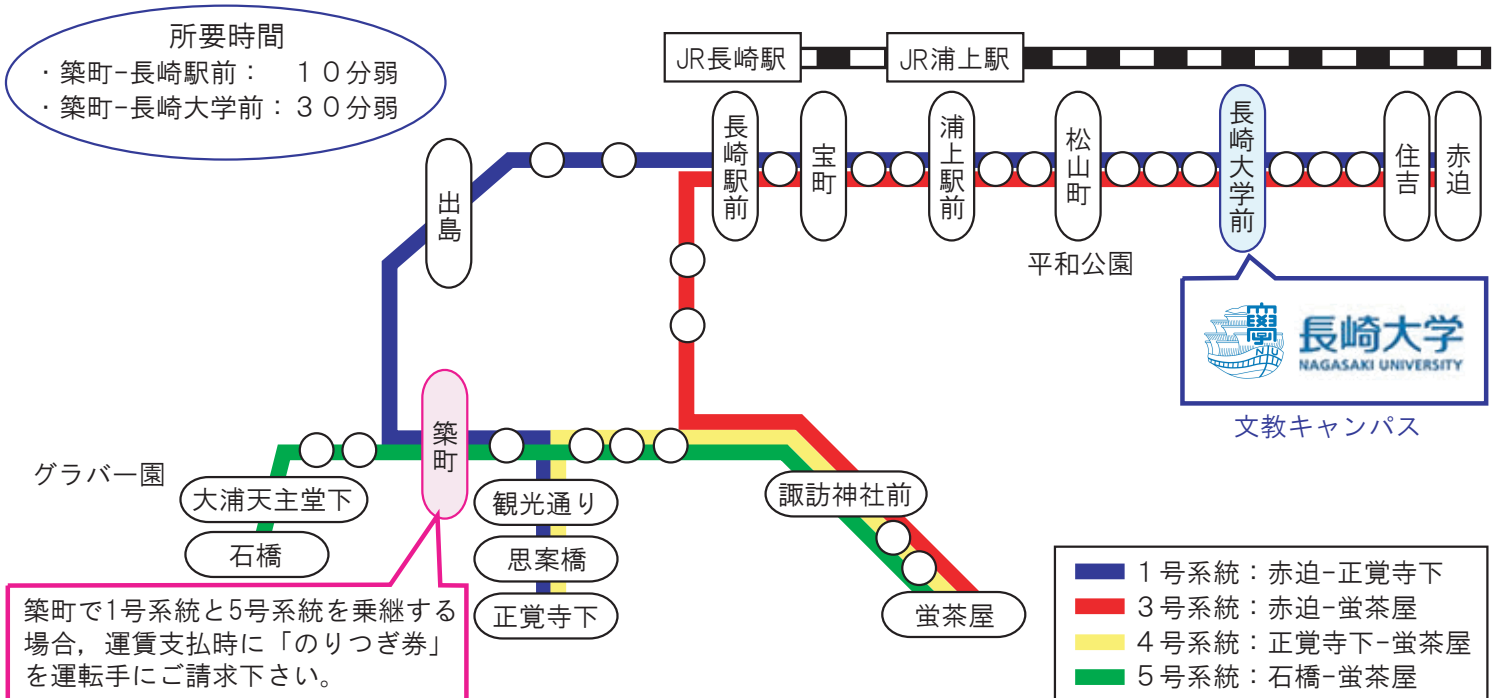 所要時間
・築町-長崎駅前：　１０分弱
・築町-長崎大学前：３０分弱
JR長崎駅
JR浦上駅
出島
長崎駅前
宝町
浦上駅前
松山町
長崎大学前
住吉
赤迫
平和公園
長崎大学
NAGASAKI UNIVERSITY
NU
文教キャンパス
築町
グラバー園
大浦天主堂下
石橋
観光通り
思案橋
正覚寺下
諏訪神社前
蛍茶屋
築町で1号系統と5号系統を乗継する
場合，運賃支払時に「のりつぎ券」
を運転手にご請求下さい。
１号系統：赤迫-正覚寺下
３号系統：赤迫-蛍茶屋
４号系統：正覚寺下-蛍茶屋
５号系統：石橋-蛍茶屋